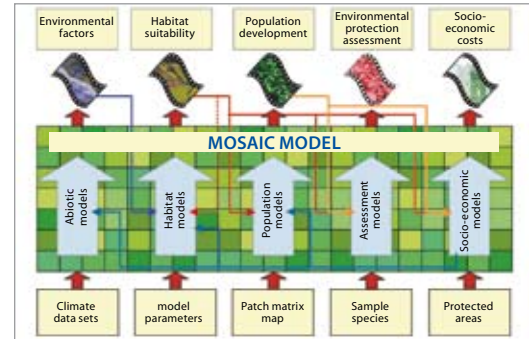 Environmental
factors
Habitat
suitability
Population
development
Environmental
protection
assessment
Socio-
economic
costs
MOSAIC MODEL
Abiotic
models
Habitat
models
Population
models
Assessment
models
Socio-economic
models
Climate
data sets
model
parameters
Patch matrix
map
Sample
species
Protected
areas